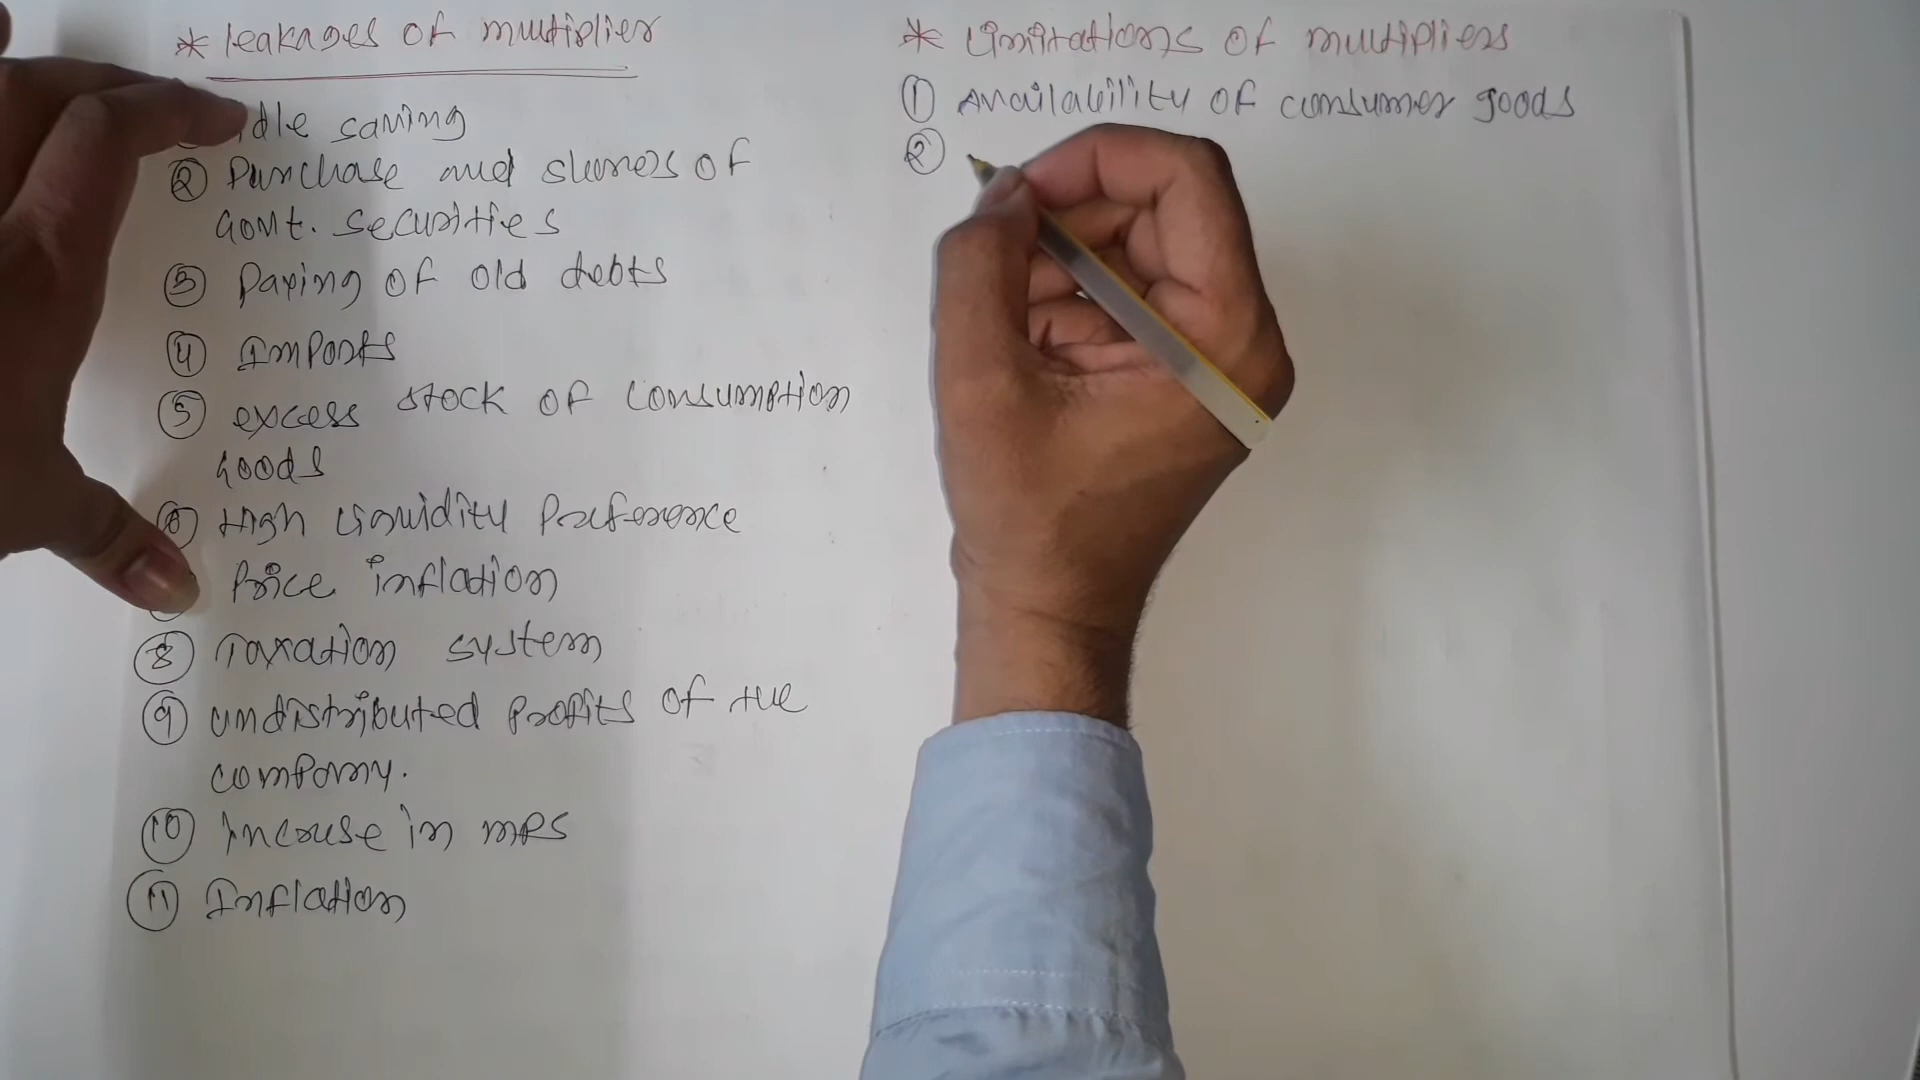 * Leakages of multiplier
Idle saving
② Purchase and shares of
Govt. securities
③ Paying of old debts
④ Imports
⑤ excess stock of consumption
Goods
⑥ High Liquidity Preference
Price inflation
⑧ Taxation system
⑨ undistributed profits of the
company.
⑩ Increase in MPS
⑪ Inflation
* Limitations of multipliers
① Availability of consumer goods
②